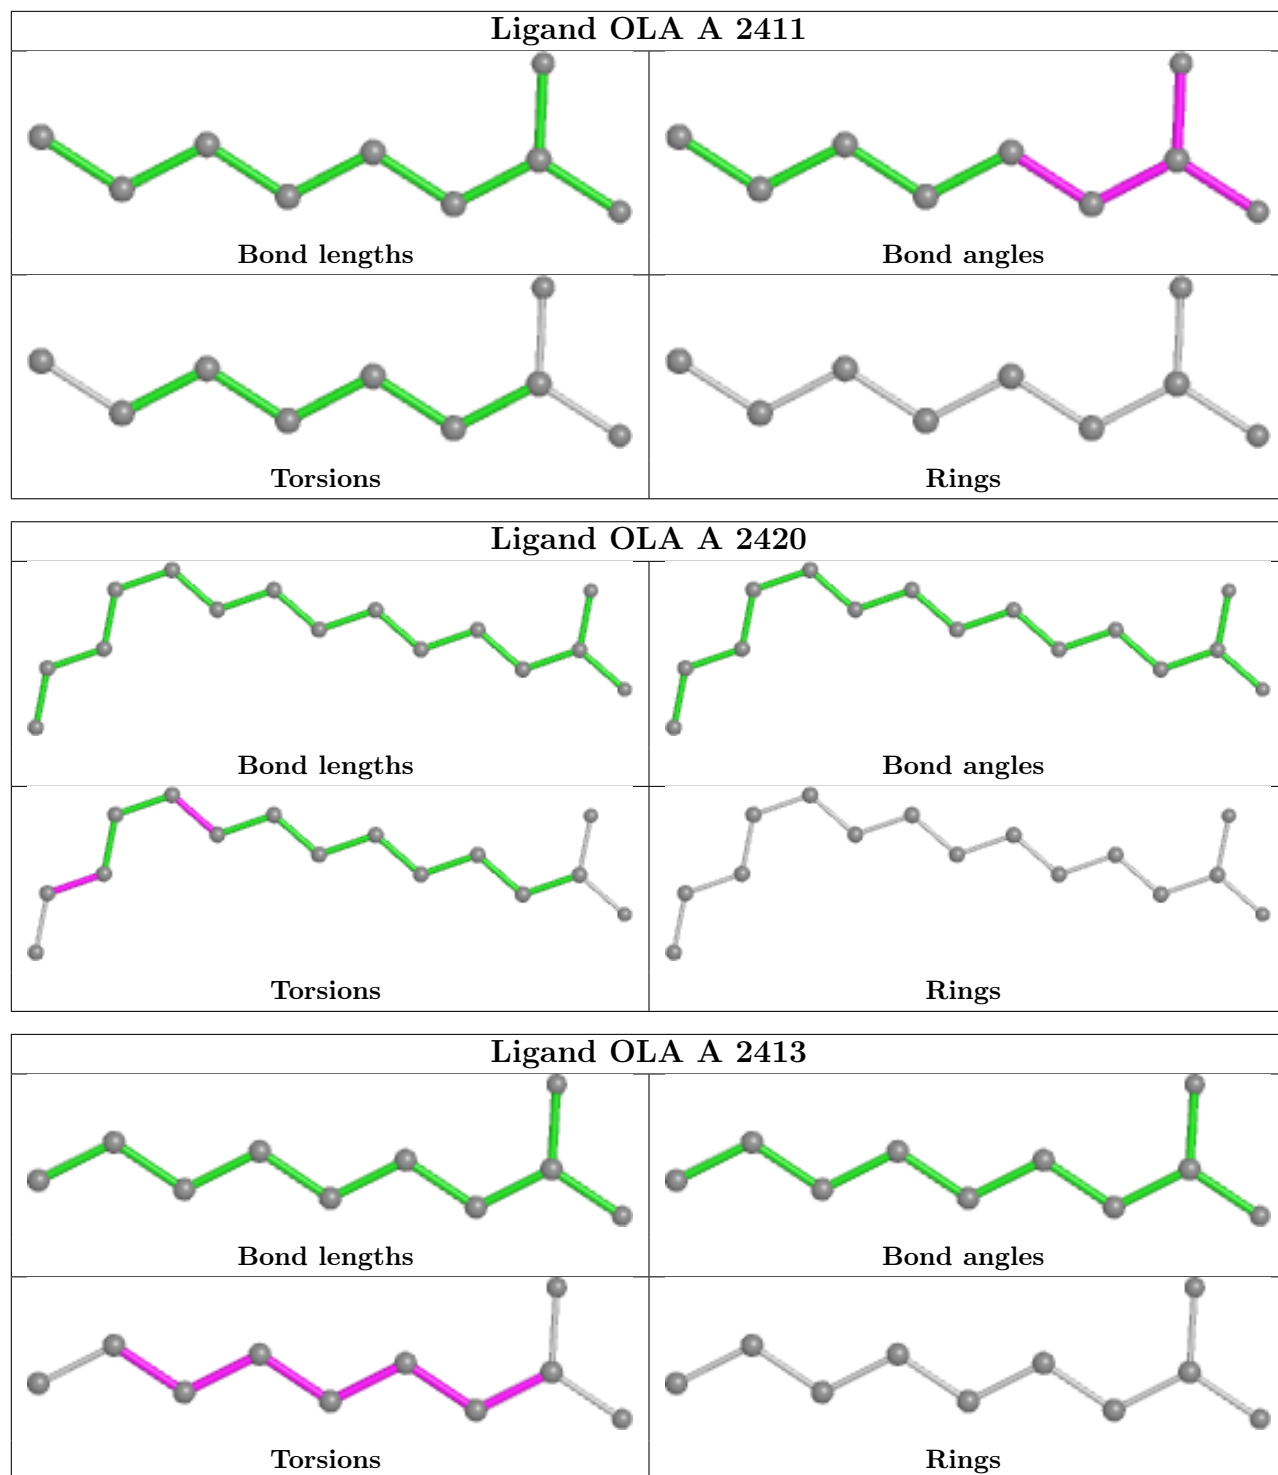 Ligand OLA A 2411
Bond lengths
Bond angles
Torsions
Rings
Ligand OLA A 2420
Bond lengths
Bond angles
Torsions
Rings
Ligand OLA A 2413
Bond lengths
Bond angles
Torsions
Rings